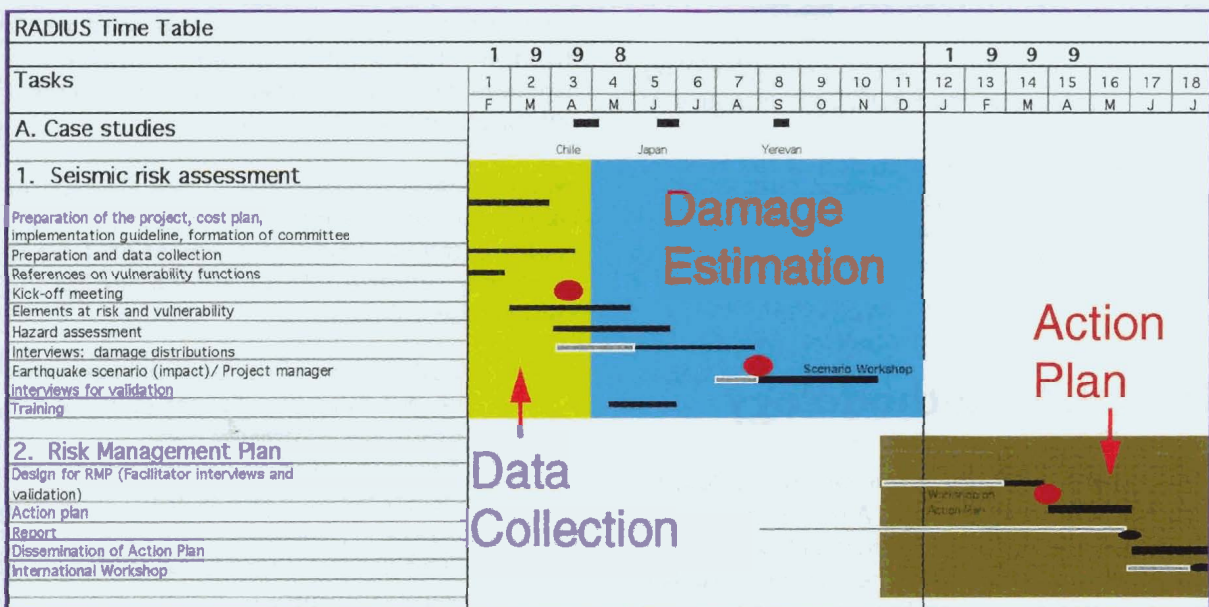 RADIUS Time Table
1 9 9 8 1 9 9 9
Tasks 1 2 3 4 5 6 7 8 9 10 11 12 13 14 15 16 17 18
F M A M J J A S O N D J F M A M J J
A. Case studies
Chile Japan Yerevan
1. Seismic risk assessment
Damage
Estimation
Preparation of the project, cost plan,
implementation guideline, formation of committee
Preparation and data collection
References on vulnerability functions
Kick-off meeting
Elements at risk and vulnerability
Hazard assessment
Interviews: damage distributions
Earthquake scenario (impact)/ Project manager
Scenario Workshop
Interviews for validation
Training
Action
Plan
2. Risk Management Plan
Data
Collection
Design for RMP (Facilitator interviews and
validation)
Workshop on
Action Plan
Action plan
Report
Dissemination of Action Plan
International Workshop